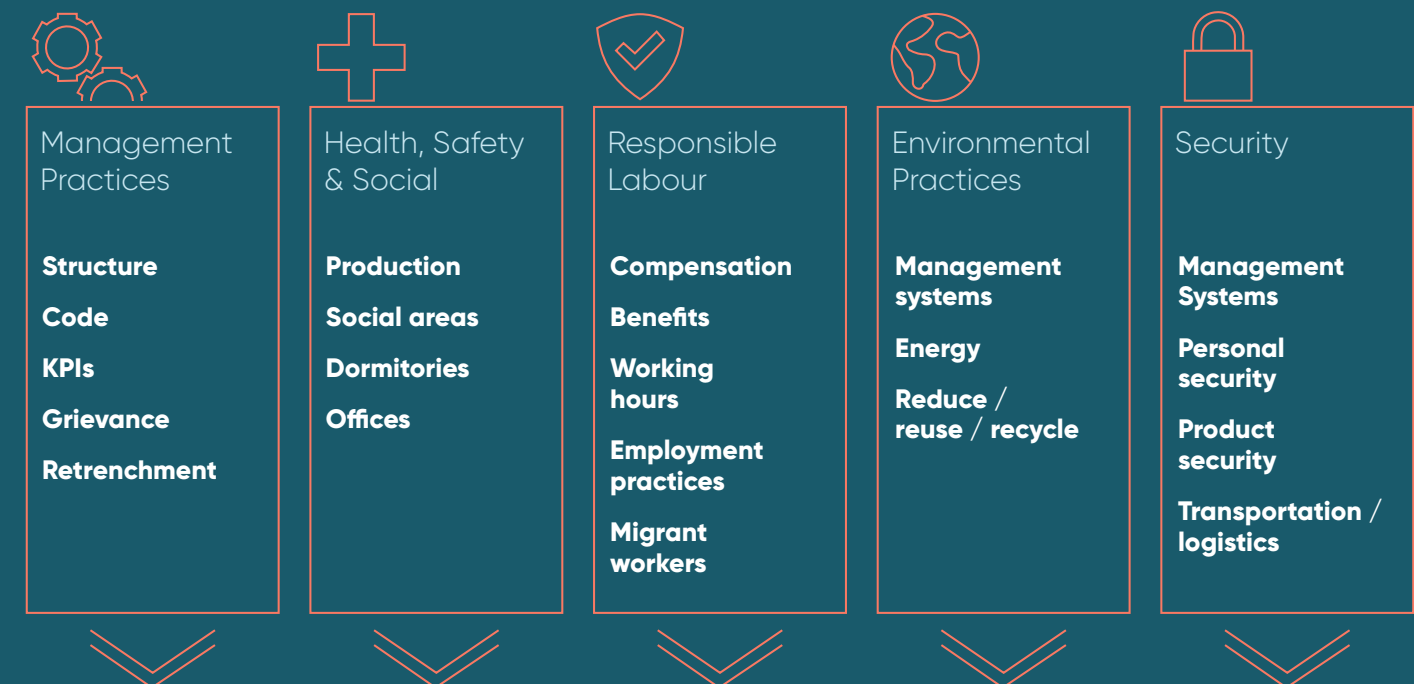 Management
Practices
Structure
Code
KPIs
Grievance
Retrenchment
Health, Safety
& Social
Production
Social areas
Dormitories
Offices
Responsible
Labour
Compensation
Benefits
Working
hours
Employment
practices
Migrant
workers
Environmental
Practices
Management
systems
Energy
Reduce /
reuse / recycle
Security
Management
Systems
Personal
security
Product
security
Transportation /
logistics